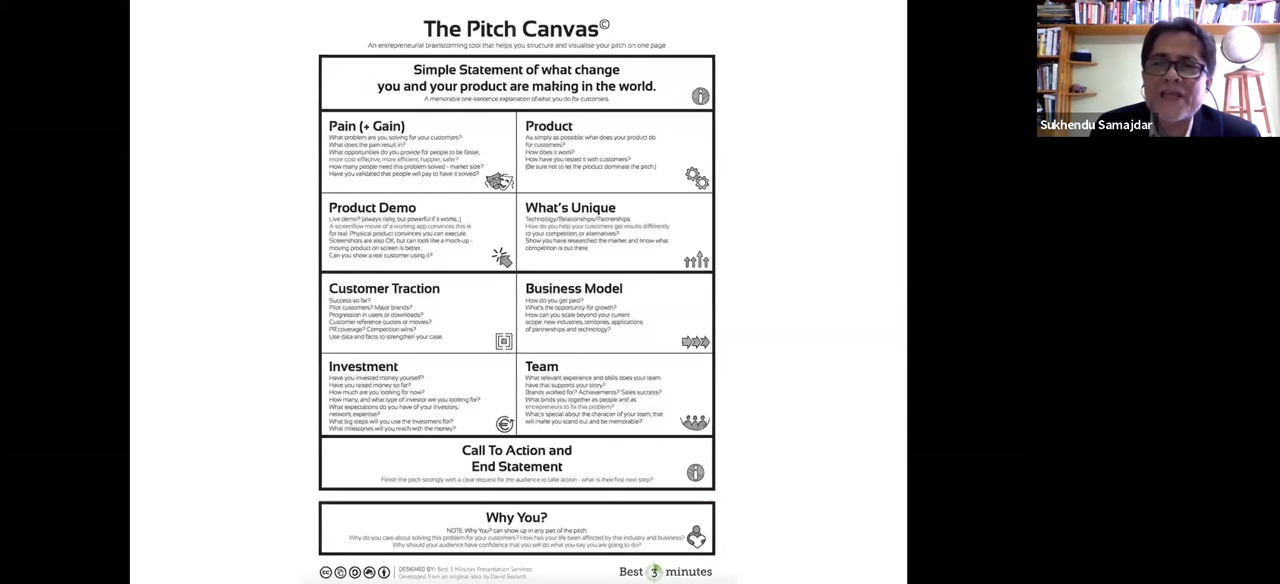 The Pitch Canvas©
An entrepreneurial brainstorming tool that helps you structure and visualise your pitch on one page
Simple Statement of what change
you and your product are making in the world.
A memorable one-sentence explanation of what you do for customers.
Pain (+ Gain)
What problem are you solving for your customers?
What does the pain result in?
What opportunities do you provide for people to be faster,
more cost effective, more efficient, happier, safer?
How many people need this problem solved - market size?
Have you validated that people will pay to have it solved?
Product
As simply as possible: what does your product do
for customers?
How does it work?
How have you tested it with customers?
(Be sure not to let the product dominate the pitch.)
Product Demo
Live demo? (always risky, but powerful if it works...)
A screenflow movie of a working app convinces this is
for real. Physical product convinces you can execute.
Screenshots are also OK, but can look like a mock-up -
moving product on screen is better.
Can you show a real customer using it?
What's Unique
Technology/Relationships/Partnerships.
How do you help your customers get results differently
to your competition, or alternatives?
Show you have researched the market and know what
competition is out there.
Customer Traction
Success so far?
Pilot customers? Major brands?
Progression in users or downloads?
Customer reference quotes or movies?
PR coverage? Competition wins?
Use data and facts to strengthen your case.
Business Model
How do you get paid?
What's the opportunity for growth?
How can you scale beyond your current
scope: new industries, territories, applications
of partnerships and technology?
Investment
Have you invested money yourself?
Have you raised money so far?
How much are you looking for now?
How many, and what type of investor are you looking for?
What expectations do you have of your investors;
network, expertise?
What big steps will you use the investment for?
What milestones will you reach with the money?
Team
What relevant experience and skills does your team
have that supports your story?
Brands worked for? Achievements? Sales success?
What binds you together as people and as
entrepreneurs to fix this problem?
What's special about the character of your team, that
will make you stand out and be memorable?
Call To Action and
End Statement
Finish the pitch strongly with a clear request for the audience to take action - what is their first next step?
Why You?
NOTE: Why You? can show up in any part of the pitch.
Why do you care about solving this problem for your customers? How has your life been affected by this industry and business?
Why should your audience have confidence that you will do what you say you are going to do?
DESIGNED BY: Best 3 Minutes Presentation Services
Developed from an original idea by David Beckett
Best 3 minutes
Sukhendu Samajdar